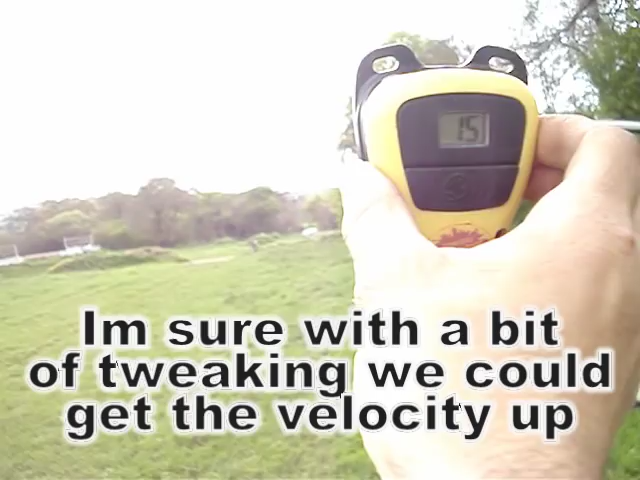 15
Im sure with a bit
of tweaking we could
get the velocity up